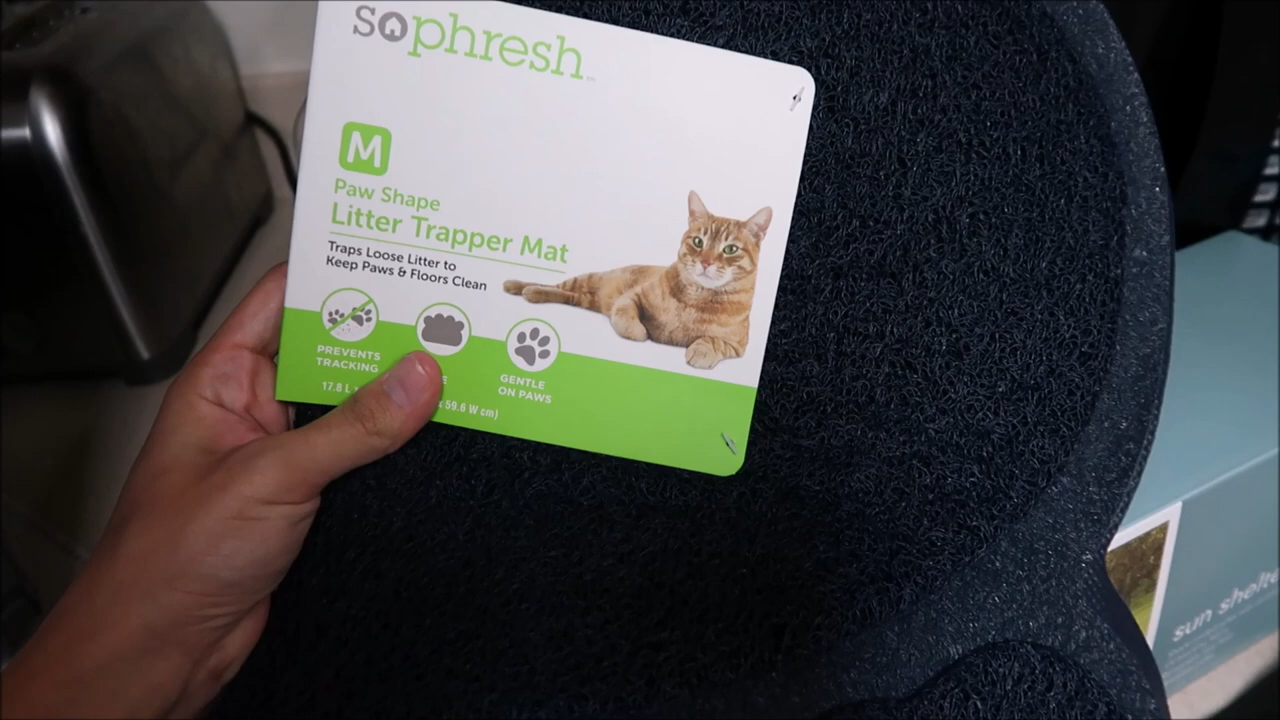 sophresh
M
Paw Shape
Litter Trapper Mat
Traps Loose Litter to
Keep Paws & Floors Clean
PREVENTS
TRACKING
GENTLE
ON PAWS
17.8 L
x 59.6 W cm)
sun shelte